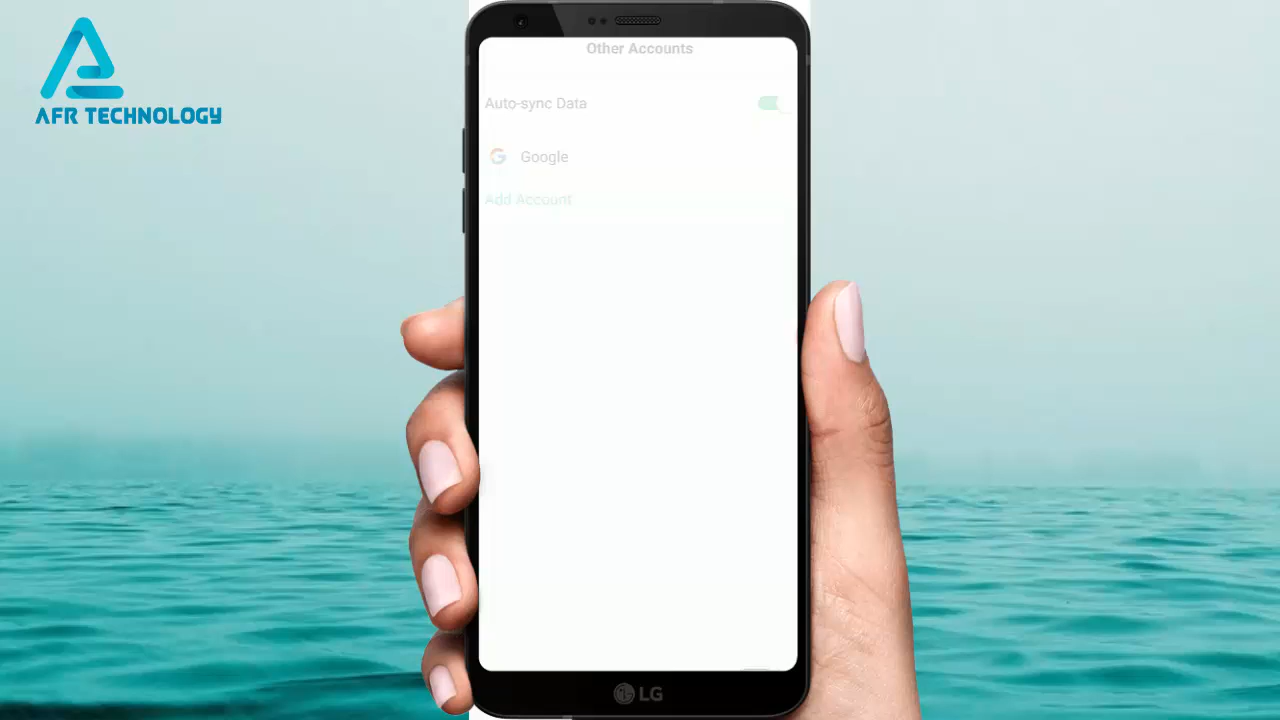 AFR TECHNOLOGY
Other Accounts
Auto-sync Data
Google
Add Account
LG